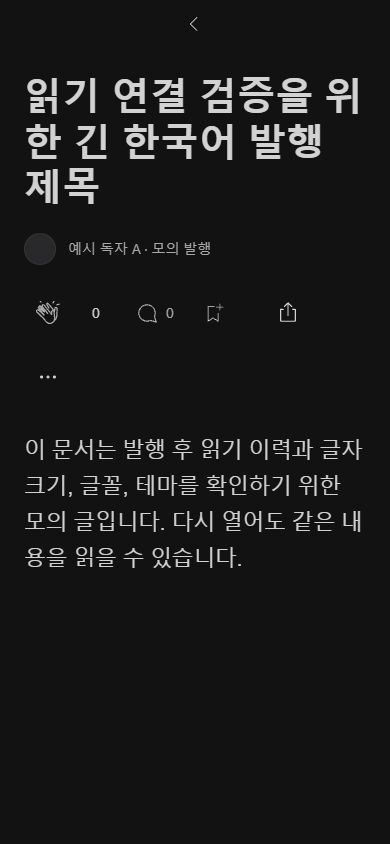 읽기 연결 검증을 위
한 긴 한국어 발행
제목
예시 독자 A · 모의 발행
0
0
이 문서는 발행 후 읽기 이력과 글자
크기, 글꼴, 테마를 확인하기 위한
모의 글입니다. 다시 열어도 같은 내
용을 읽을 수 있습니다.